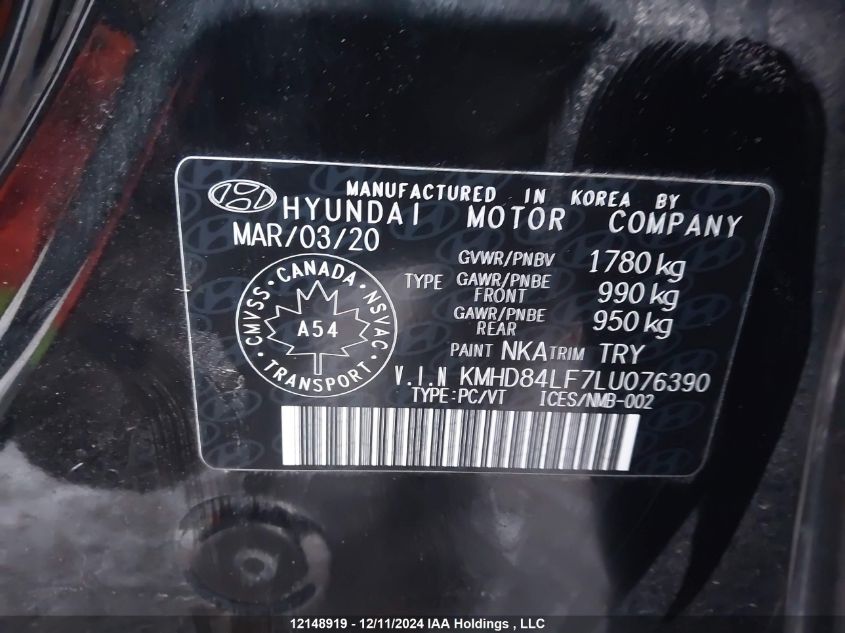 MANUFACTURED IN KOREA BY
HYUNDAI MOTOR COMPANY
MAR/03/20
GVWR/PNBV 1780 kg
TYPE GAWR/PNBE FRONT 990 kg
GAWR/PNBE REAR 950 kg
CMVSS • CANADA • NSVAC • TRANSPORT •
A54
PAINT NKA TRIM TRY
V.I.N KMHD84LF7LU076390
TYPE:PC/VT ICES/NMB-002
12148919 - 12/11/2024 IAA Holdings , LLC